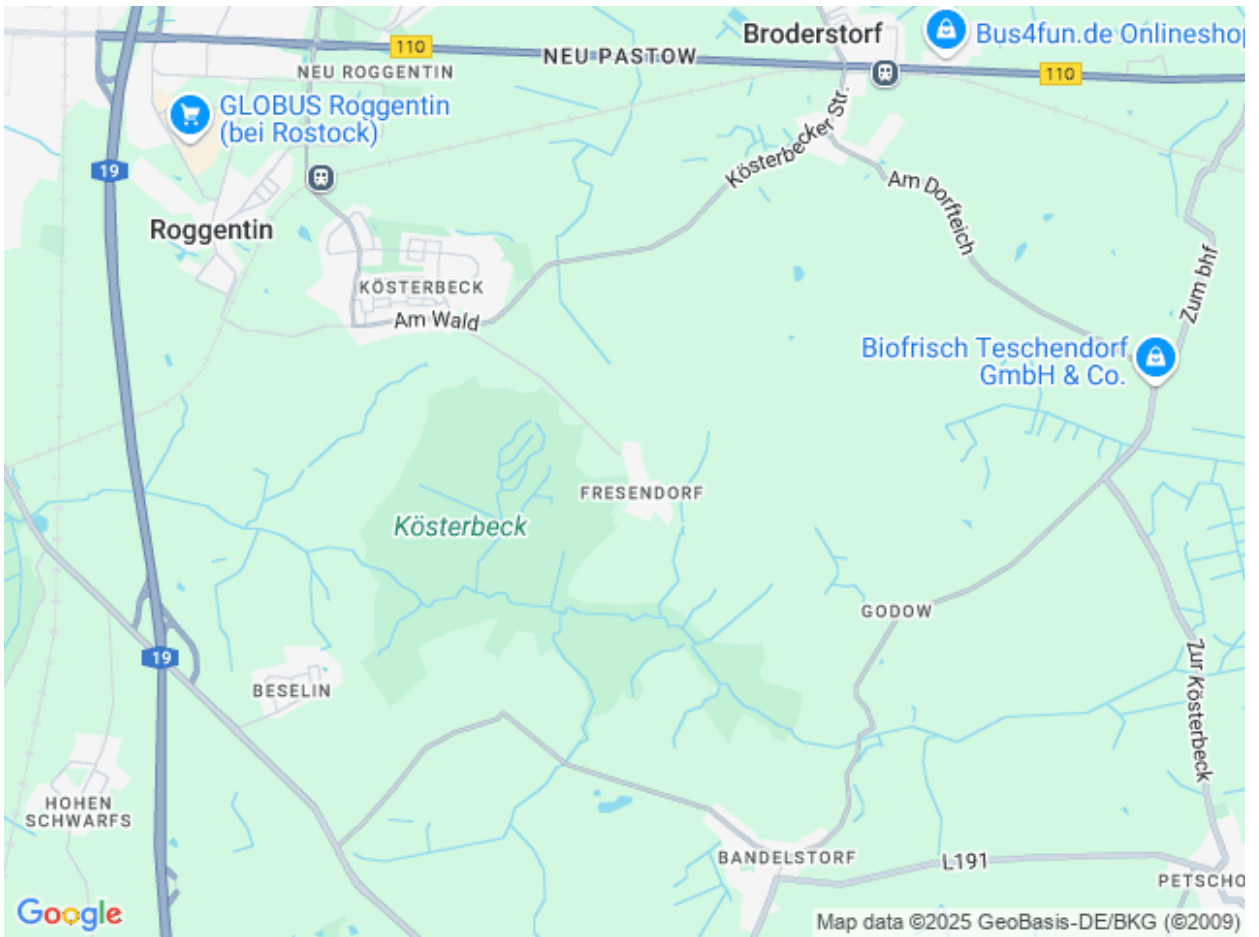 Broderstorf
Bus4fun.de Onlineshop
110
NEU PASTOW
110
NEU ROGGENTIN
GLOBUS Roggentin
(bei Rostock)
Kösterbecker Str.
19
Am Dorfteich
Roggentin
Zum bhf
KÖSTERBECK
Am Wald
Biofrisch Teschendorf
GmbH & Co.
FRESENDORF
Kösterbeck
GODOW
19
BESELIN
Zur Kösterbeck
HOHEN
SCHWARFS
BANDELSTORF
L191
PETSCHO
Google
Map data ©2025 GeoBasis-DE/BKG (©2009)